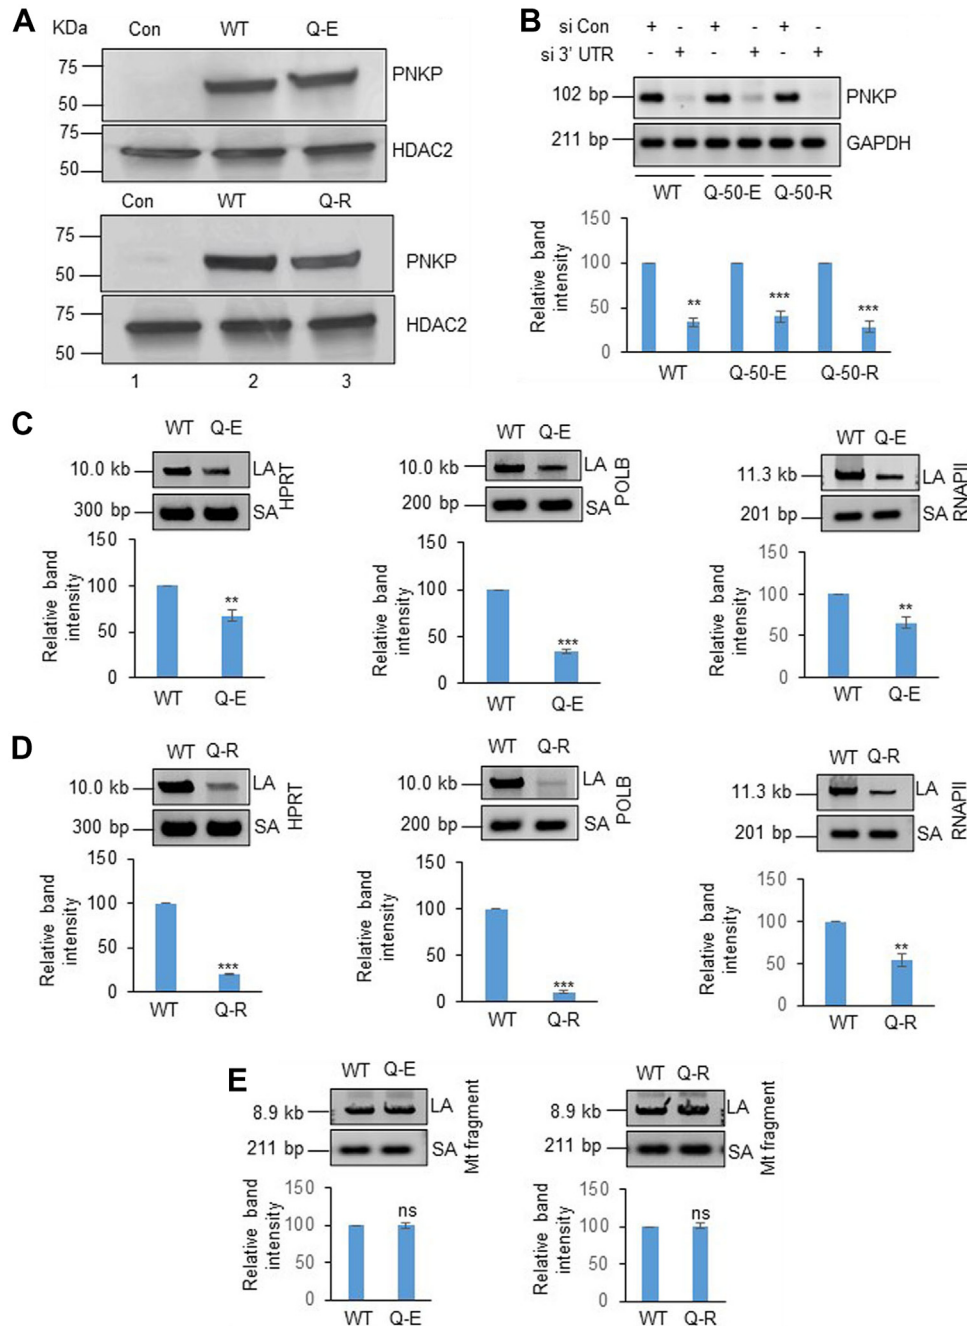 A
KDa Con WT Q-E
75
50
PNKP
75
50
HDAC2
Con WT Q-R
75
50
PNKP
75
50
HDAC2
1 2 3
B
si Con + - + - + -
si 3' UTR - + - + - +
102 bp PNKP
211 bp GAPDH
WT Q-50-E Q-50-R
Relative band intensity
150
100
50
0
** *** ***
WT Q-50-E Q-50-R
C
WT Q-E
10.0 kb LA
300 bp SA
HPRT
Relative band intensity
150
100
50
0
**
WT Q-E
WT Q-E
10.0 kb LA
200 bp SA
POLB
Relative band intensity
150
100
50
0
***
WT Q-E
WT Q-E
11.3 kb LA
201 bp SA
RNAPII
Relative band intensity
150
100
50
0
**
WT Q-E
D
WT Q-R
10.0 kb LA
300 bp SA
HPRT
Relative band intensity
150
100
50
0
***
WT Q-R
WT Q-R
10.0 kb LA
200 bp SA
POLB
Relative band intensity
150
100
50
0
***
WT Q-R
WT Q-R
11.3 kb LA
201 bp SA
RNAPII
Relative band intensity
150
100
50
0
**
WT Q-R
E
WT Q-E
8.9 kb LA
211 bp SA
Mt fragment
Relative band intensity
150
100
50
0
ns
WT Q-E
WT Q-R
8.9 kb LA
211 bp SA
Mt fragment
Relative band intensity
150
100
50
0
ns
WT Q-R